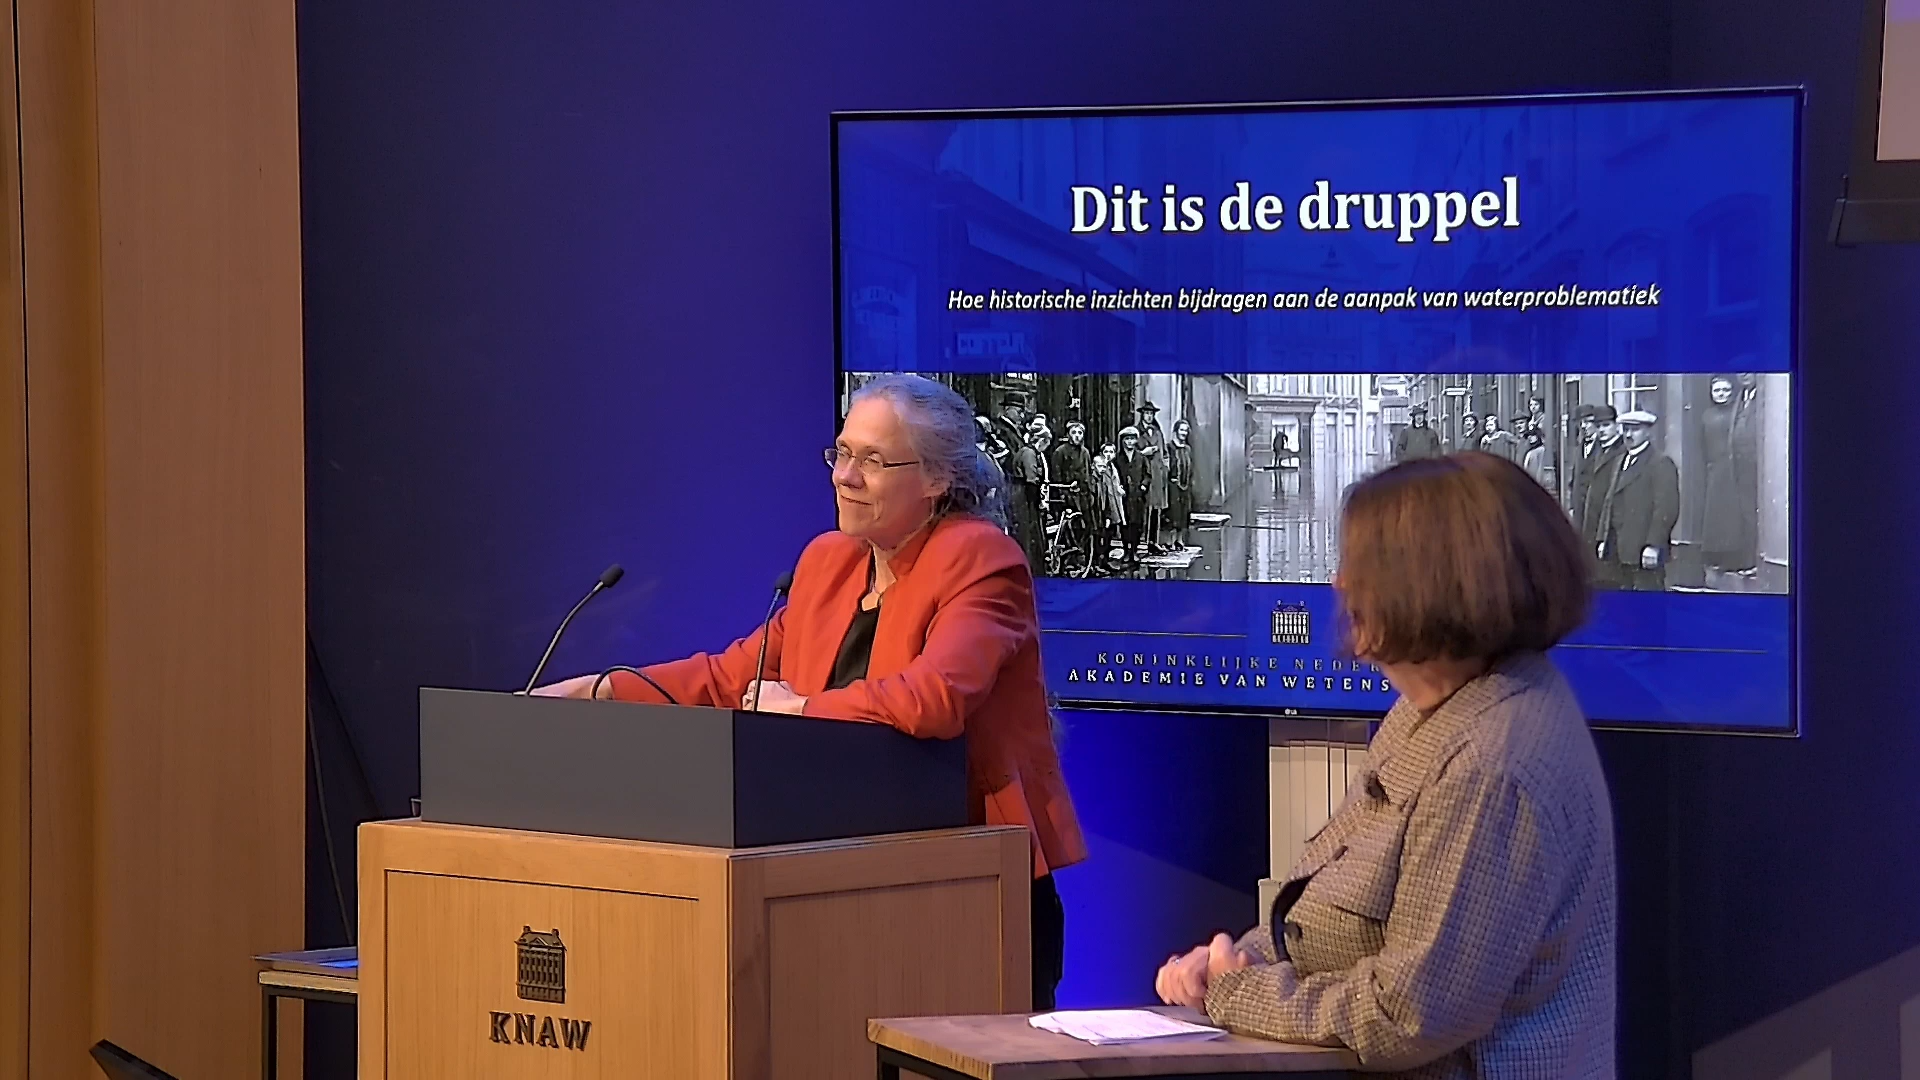 Dit is de druppel
Hoe historische inzichten bijdragen aan de aanpak van waterproblematiek
KONINKLIJKE NEDER
AKADEMIE VAN WETENS
KNAW